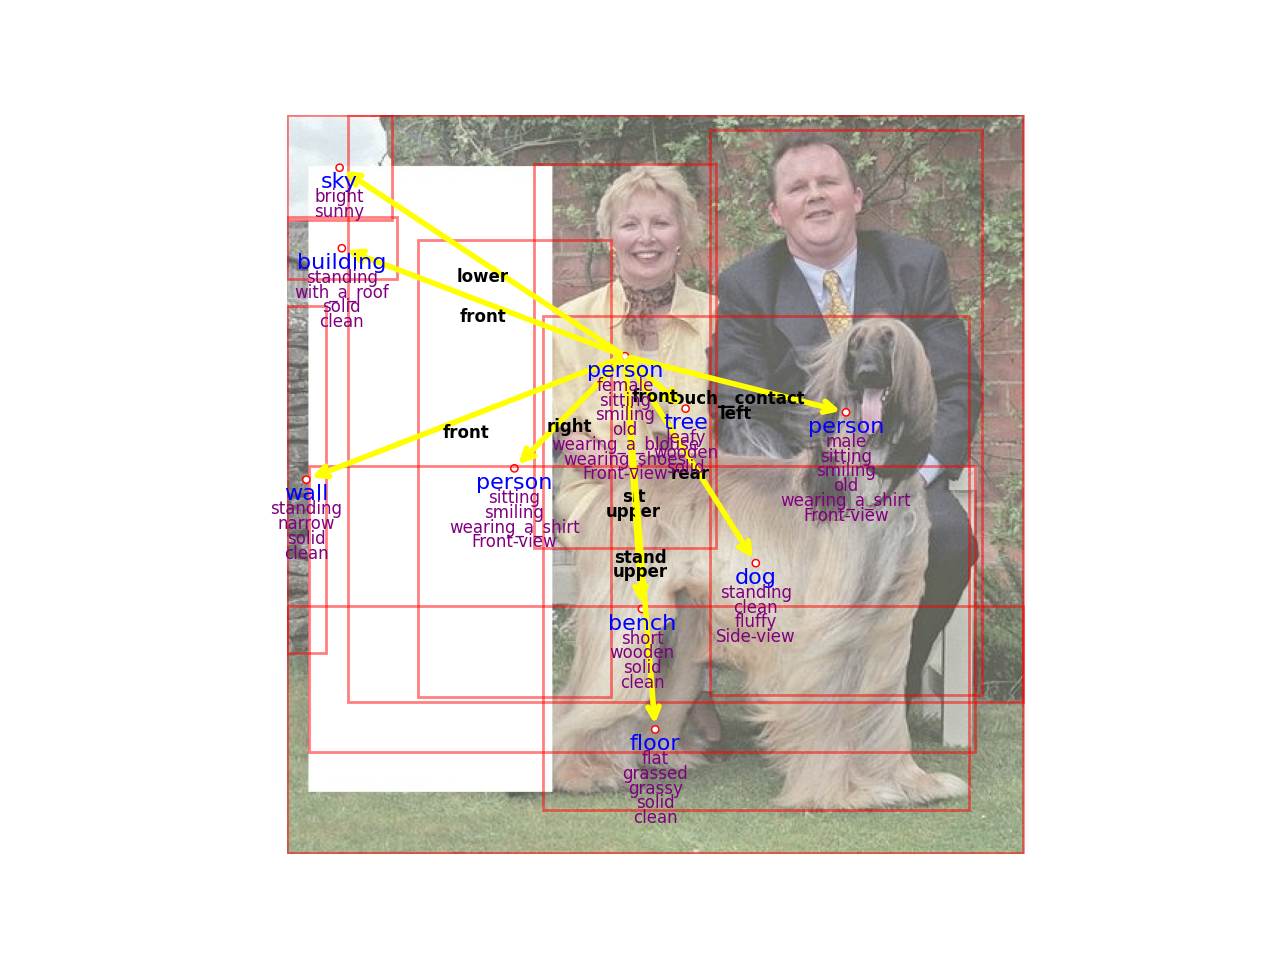 sky
bright
sunny
building
standing
with_a_roof
solid
clean
lower
front
person
female
sitting
smiling
old
wearing_a_blouse
wearing_shoes
Front-view
front
touch_contact
left
tree
leafy
wooden
solid
rear
person
male
sitting
smiling
old
wearing_a_shirt
Front-view
front
right
wall
standing
narrow
solid
clean
person
sitting
smiling
wearing_a_shirt
Front-view
sit
upper
stand
upper
dog
standing
clean
fluffy
Side-view
bench
short
wooden
solid
clean
floor
flat
grassed
grassy
solid
clean